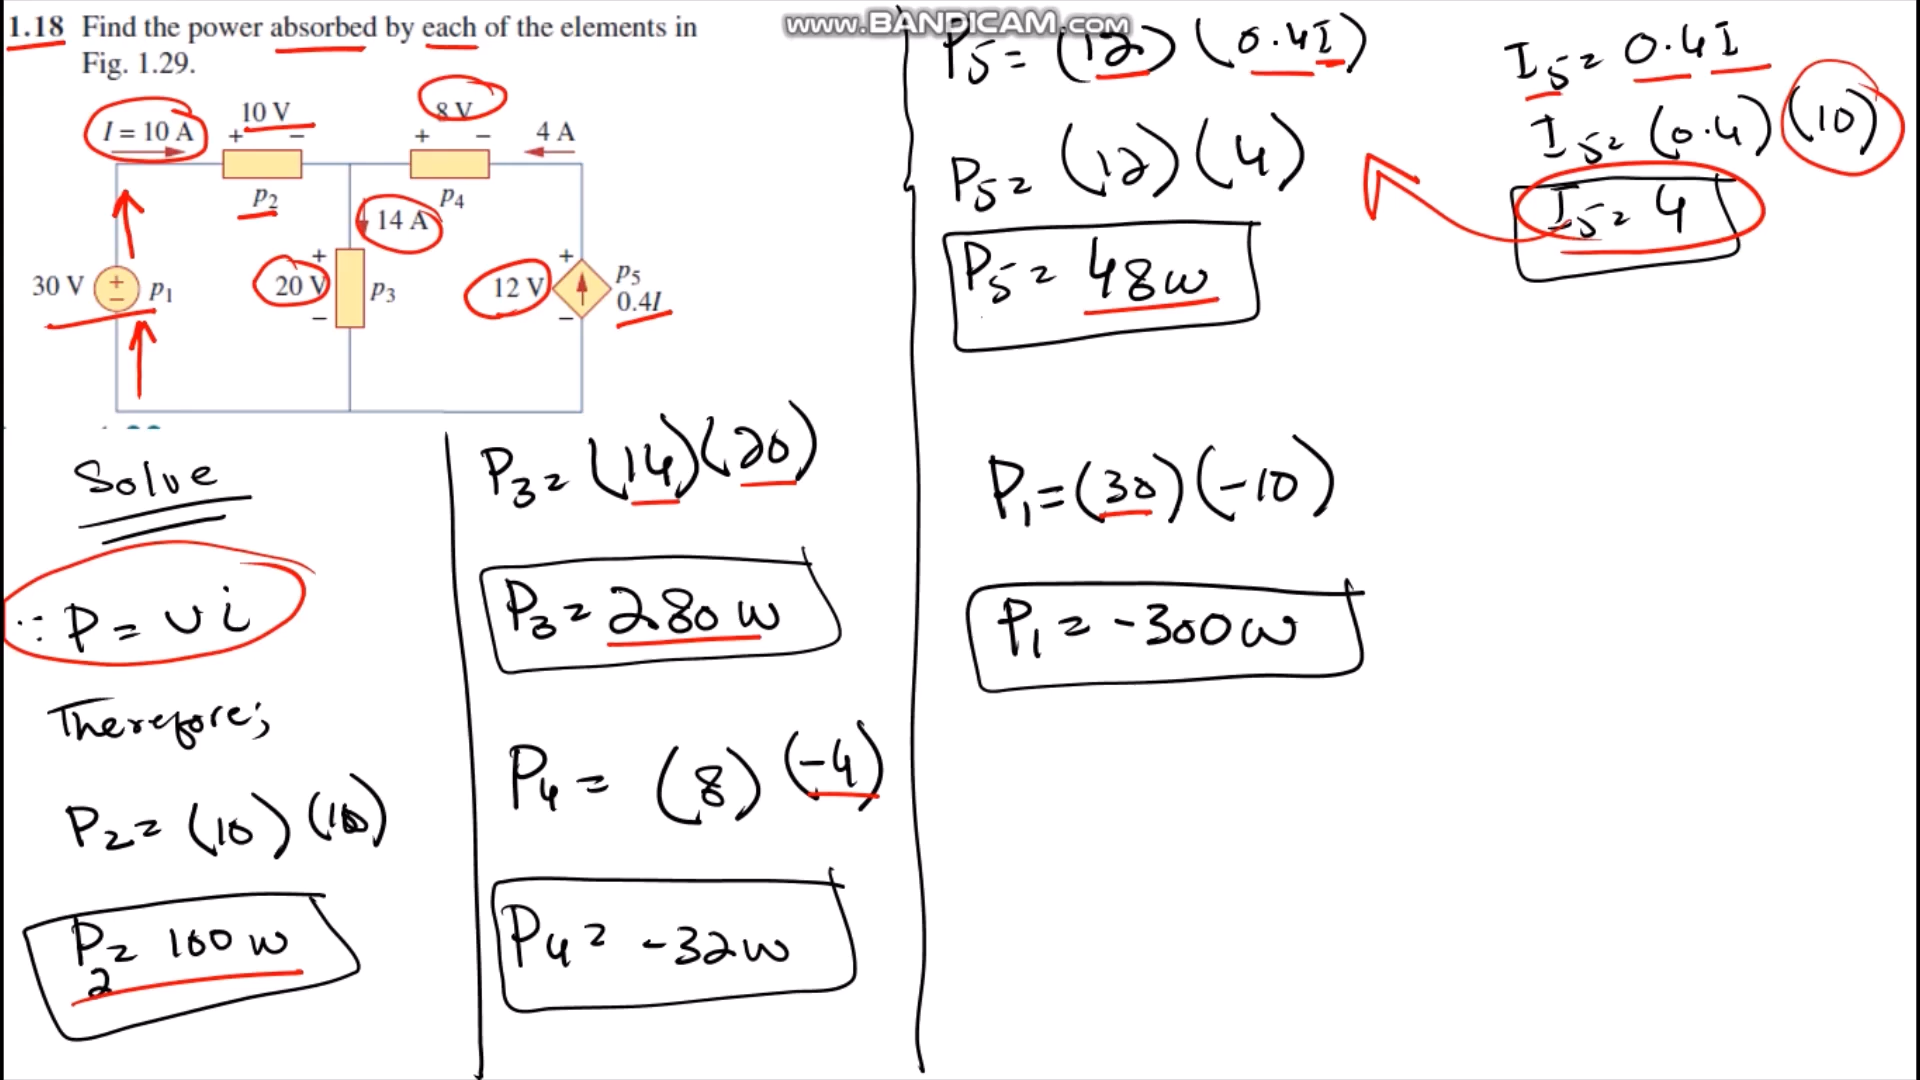 www.BANDICAM.com
1.18 Find the power absorbed by each of the elements in
Fig. 1.29.
I = 10 A
10 V
+ −
p2
8 V
+ −
p4
4 A
14 A
30 V
+
−
p1
20 V
+
−
p3
12 V
+
−
p5
0.4I
Solve
∵ P = vi
Therefore;
P2 = (10) (10)
P2 = 100 w
P3 = (14)(20)
P3 = 280 w
P4 = (8) (-4)
P4 = -32w
P5 = (12) (0.4I)
P5 = (12) (4)
P5 = 48w
P1 = (30) (-10)
P1 = -300w
I5 = 0.4I
I5 = (0.4) (10)
I5 = 4